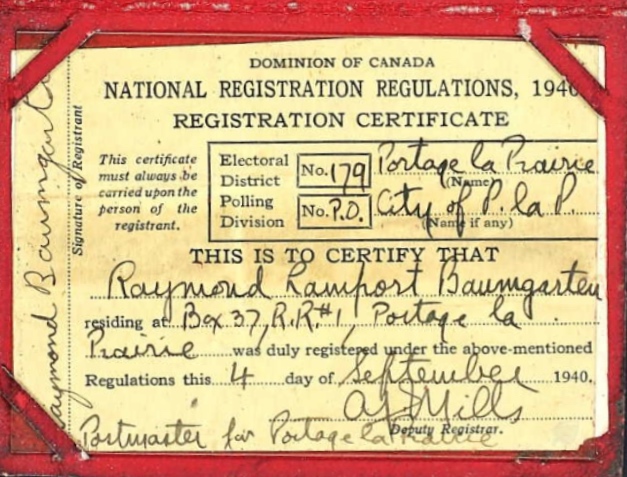 DOMINION OF CANADA
NATIONAL REGISTRATION REGULATIONS, 1940
REGISTRATION CERTIFICATE
This certificate
must always be
carried upon the
person of the
registrant.
Electoral
District
No. 179
Portage la Prairie
(Name)
Polling
Division
No. P.O.
City of P. la P.
(Name if any)
THIS IS TO CERTIFY THAT
Raymond Lamport Baumgarten
residing at Box 37, R.R.#1, Portage la
Prairie was duly registered under the above-mentioned
Regulations this 4 day of September 1940.
Mills
Deputy Registrar.
Postmaster for Portage la Prairie
Signature of Registrant
Raymond Baumgarten